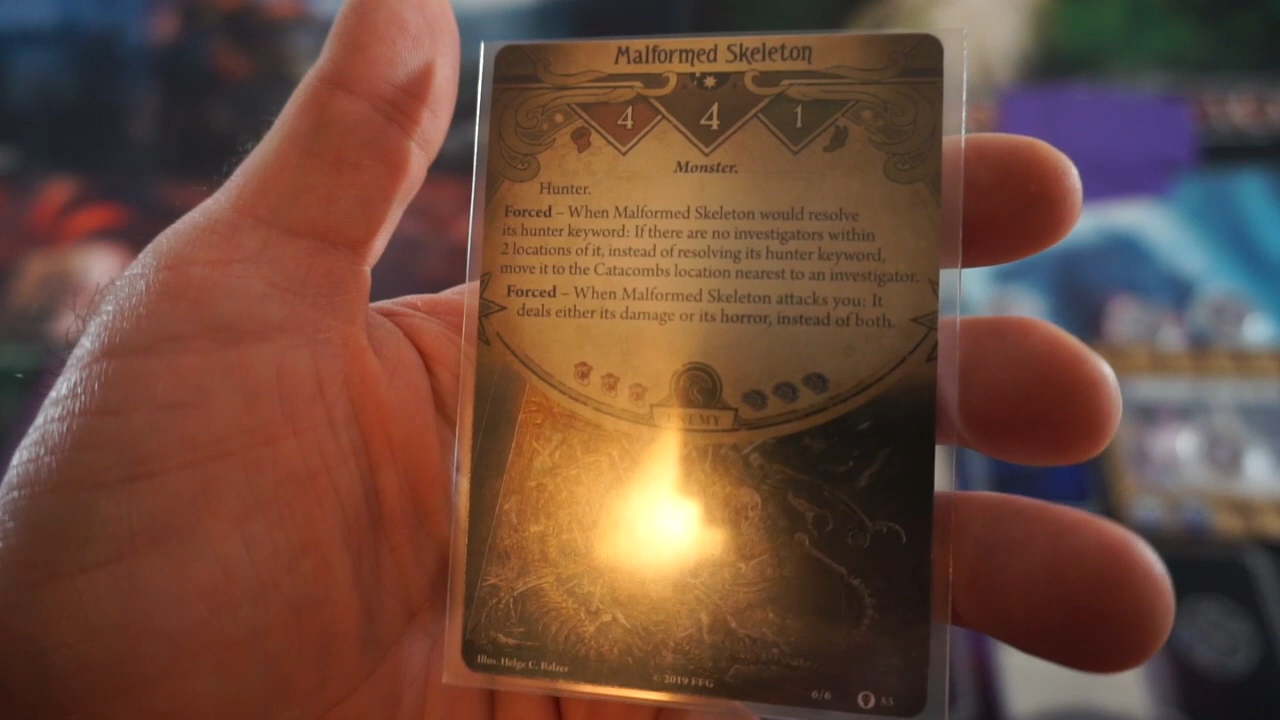 Malformed Skeleton
4 4 1
Monster.
Hunter.
Forced – When Malformed Skeleton would resolve
its hunter keyword: If there are no investigators within
2 locations of it, instead of resolving its hunter keyword,
move it to the Catacombs location nearest to an investigator.
Forced – When Malformed Skeleton attacks you: It
deals either its damage or its horror, instead of both.
ENEMY
Illus. Helge C. Balzer
© 2019 FFG
6/6
53